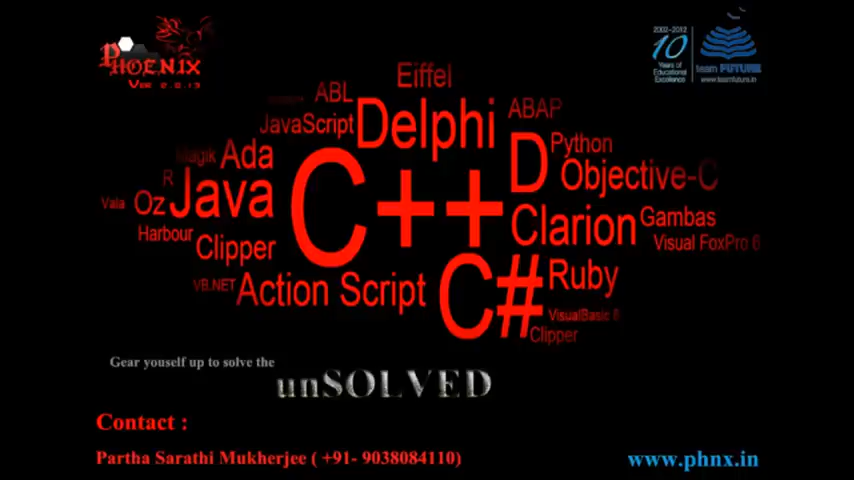 PHOENIX
Ver 2.0.13
2002-2012
10
Years of
Educational
Excellence
team FUTURE
www.teamfuture.in
Eiffel
ABL
ABAP
JavaScript
Delphi
Python
Magik
Ada
D
Objective-C
R
Java
C++
Vala
Oz
Clarion
Gambas
Harbour
Clipper
Visual FoxPro 6
VB.NET
Action Script
C#
Ruby
VisualBasic 6
Clipper
Gear youself up to solve the
unSOLVED
Contact :
Partha Sarathi Mukherjee ( +91- 9038084110)
www.phnx.in